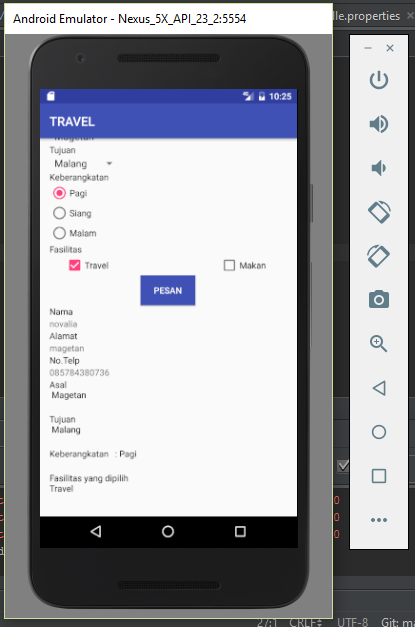 Android Emulator - Nexus_5X_API_23_2:5554
lle.properties
10:25
TRAVEL
Magetan
Tujuan
Malang
Keberangkatan
Pagi
Siang
Malam
Fasilitas
Travel Makan
PESAN
Nama
novalia
Alamat
magetan
No.Telp
085784380736
Asal
Magetan
Tujuan
Malang
Keberangkatan : Pagi
Fasilitas yang dipilih
Travel
27:1 CRLF UTF-8 Git: m